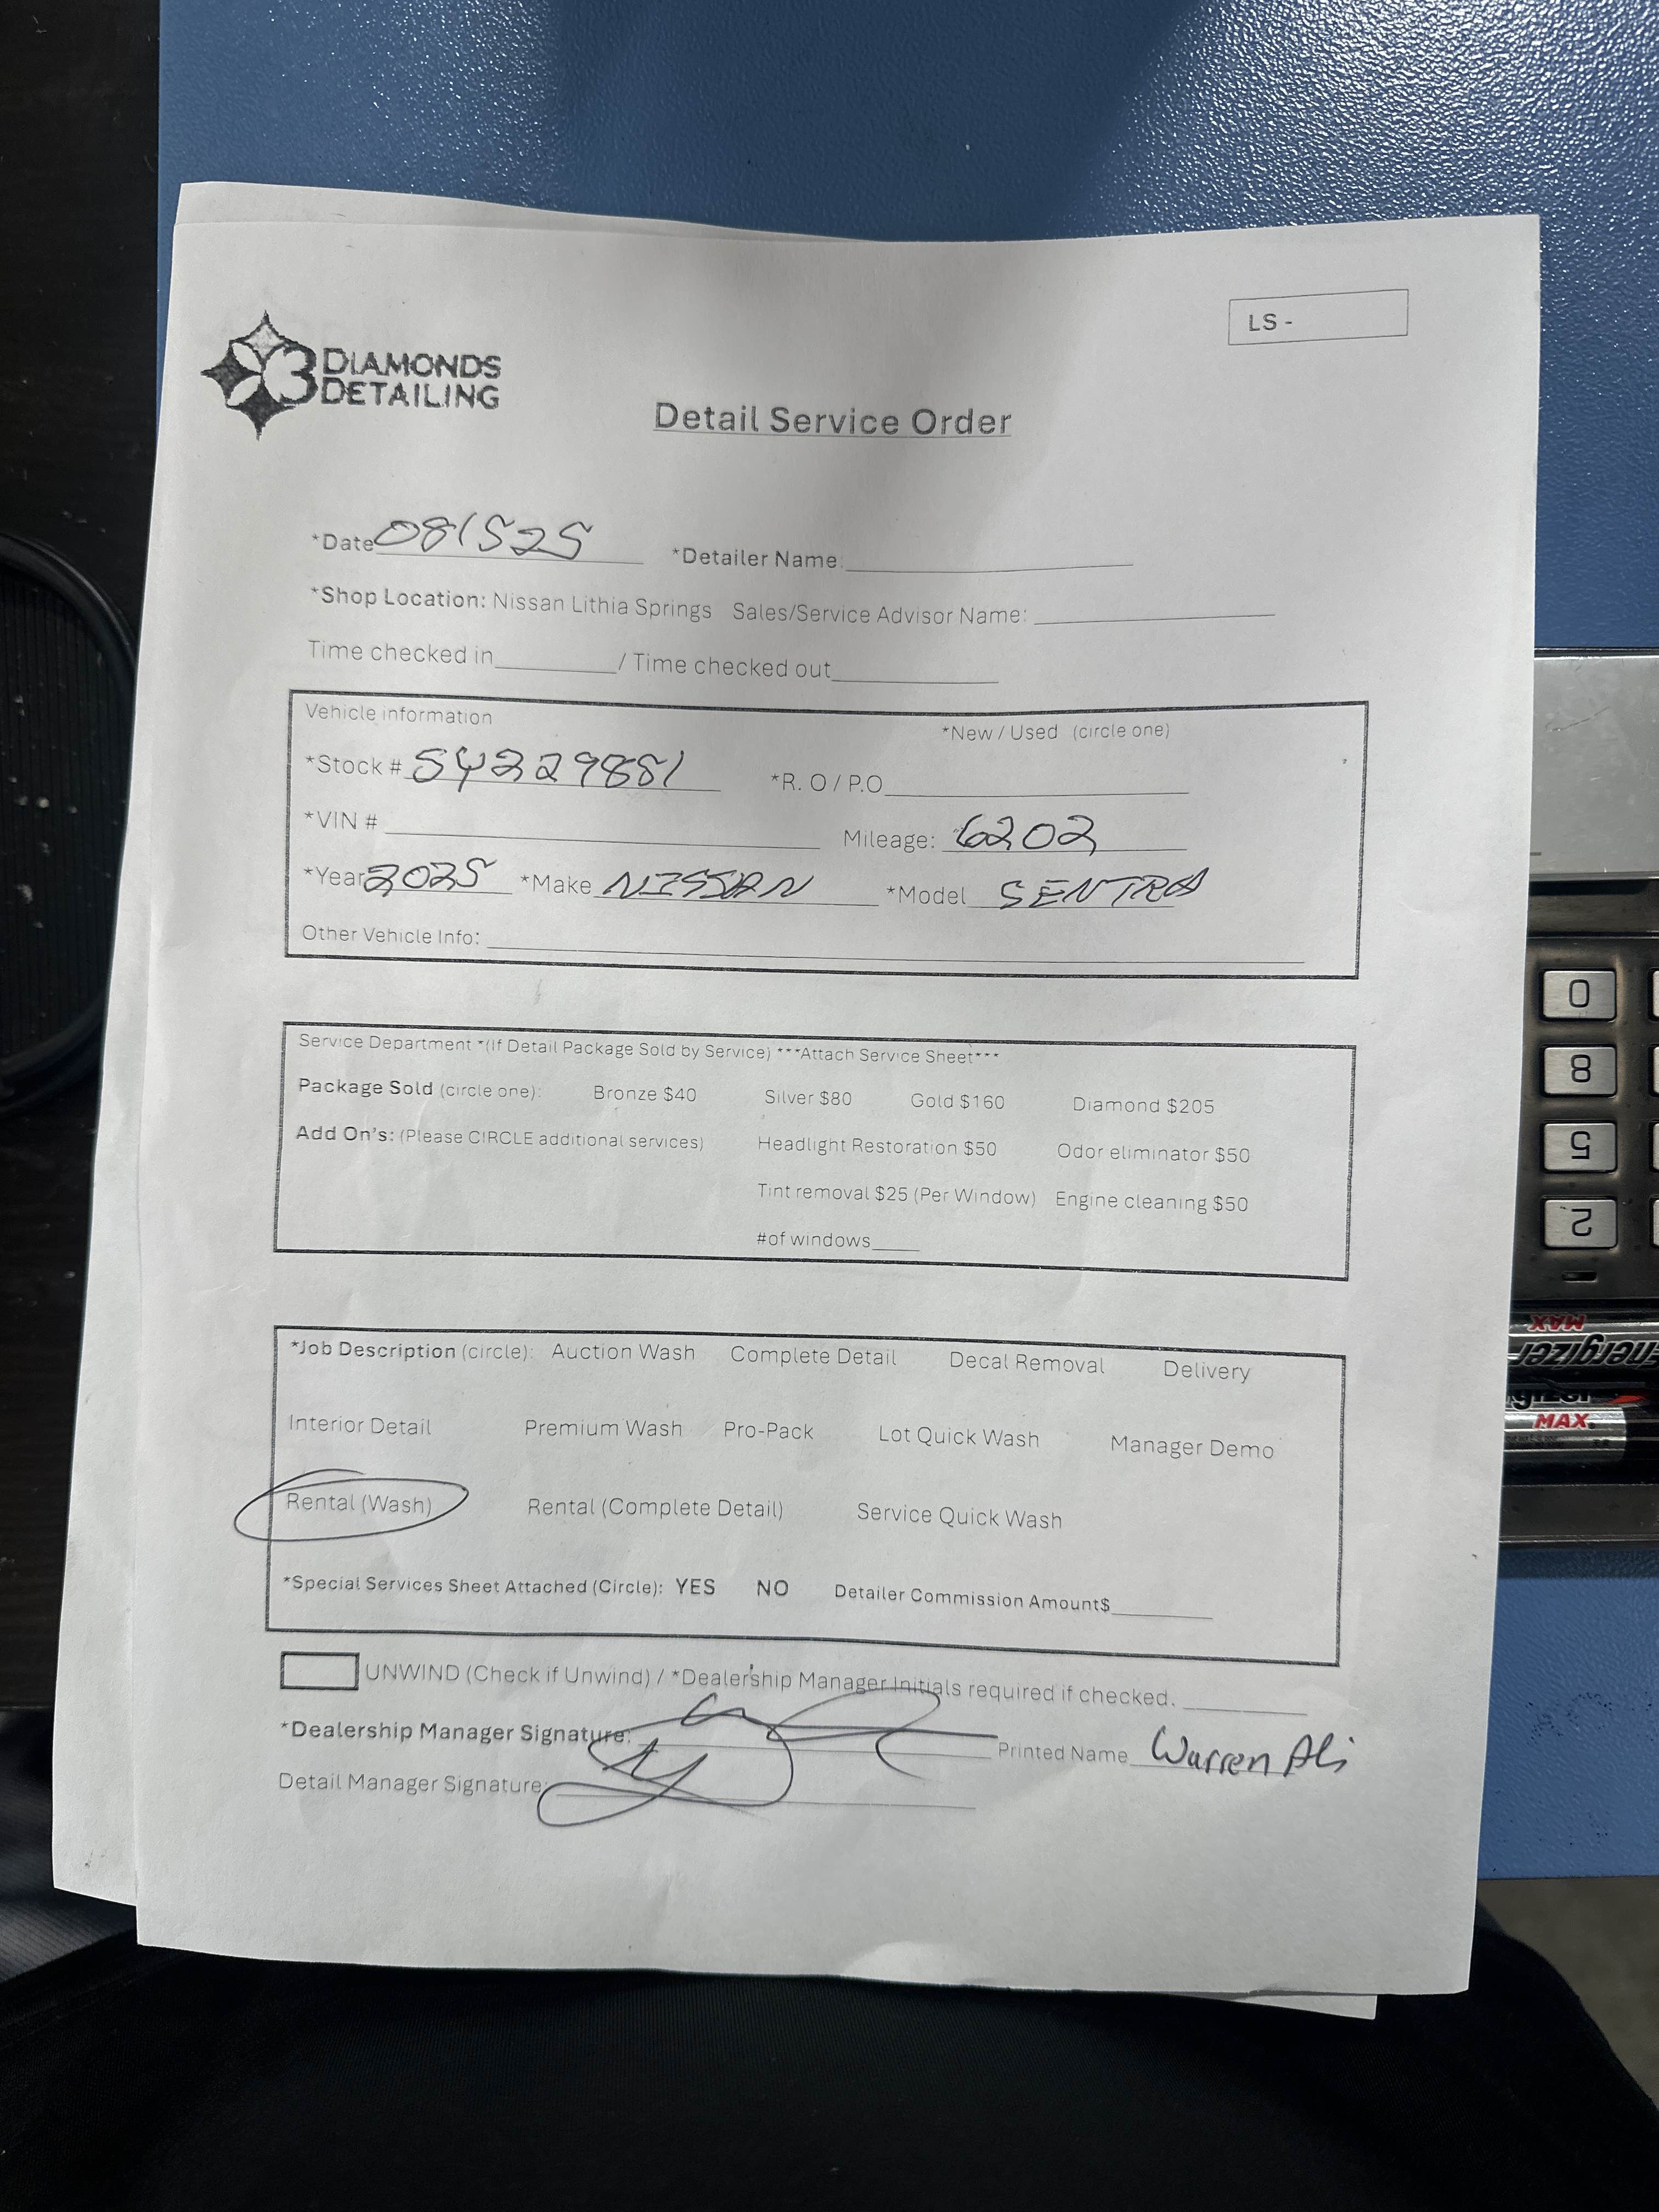 LS -
3 DIAMONDS
DETAILING
Detail Service Order
*Date 081525 *Detailer Name:
*Shop Location: Nissan Lithia Springs Sales/Service Advisor Name:
Time checked in / Time checked out
Vehicle information *New / Used (circle one)
*Stock # SY229881 *R. O / P.O
*VIN # Mileage: 6202
*Year 2025 *Make NISSAN *Model SENTRA
Other Vehicle Info:
Service Department *(If Detail Package Sold by Service) ***Attach Service Sheet***
Package Sold (circle one): Bronze $40 Silver $80 Gold $160 Diamond $205
Add On's: (Please CIRCLE additional services) Headlight Restoration $50 Odor eliminator $50
Tint removal $25 (Per Window) Engine cleaning $50
#of windows
*Job Description (circle): Auction Wash Complete Detail Decal Removal Delivery
Interior Detail Premium Wash Pro-Pack Lot Quick Wash Manager Demo
Rental (Wash) Rental (Complete Detail) Service Quick Wash
*Special Services Sheet Attached (Circle): YES NO Detailer Commission Amount$
UNWIND (Check if Unwind) / *Dealership Manager Initials required if checked.
*Dealership Manager Signature: Printed Name Warren Ali
Detail Manager Signature:
0
8
5
2
MAX
energizer
MAX